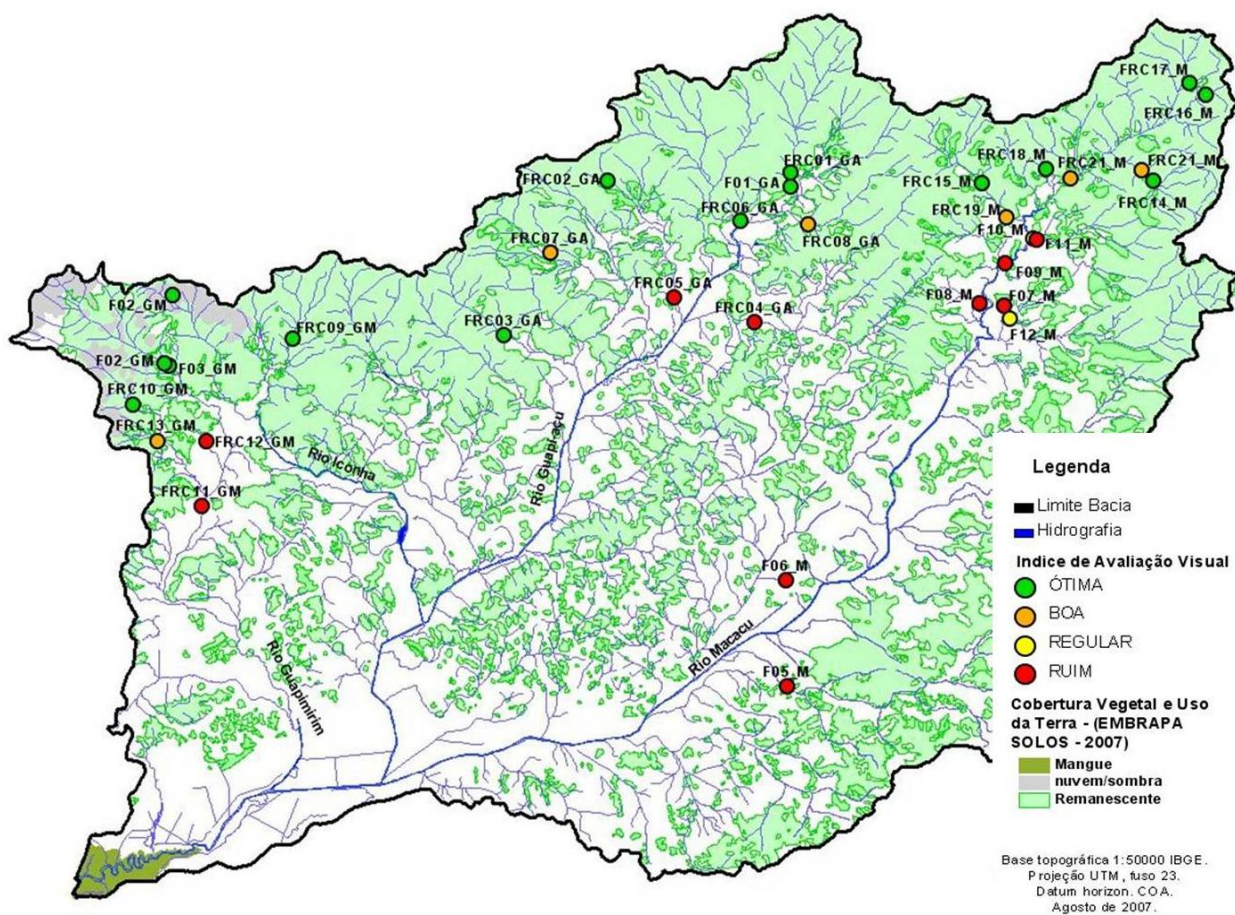 FRC17_M
FRC16_M
FRC01_GA
FRC18_M
FRC21_M
FRC21_M
FRC02_GA
F01_GA
FRC15_M
FRC14_M
FRC06_GA
FRC19_M
F10_M
F11_M
FRC08_GA
FRC07_GA
F09_M
FRC05_GA
F02_GM
F08_M
F07_M
FRC04_GA
F12_M
FRC09_GM
FRC03_GA
F02_GM
F03_GM
FRC10_GM
FRC13_GM
FRC12_GM
Rio Iconha
Rio Guapi-açu
FRC11_GM
F06_M
Rio Macacu
F05_M
Rio Guapimirim
Legenda
Limite Bacia
Hidrografia
Indice de Avaliação Visual
ÓTIMA
BOA
REGULAR
RUIM
Cobertura Vegetal e Uso
da Terra - (EMBRAPA
SOLOS - 2007)
Mangue
nuvem/sombra
Remanescente
Base topográfica 1:50000 IBGE.
Projeção UTM, fuso 23.
Datum horizon. COA.
Agosto de 2007.